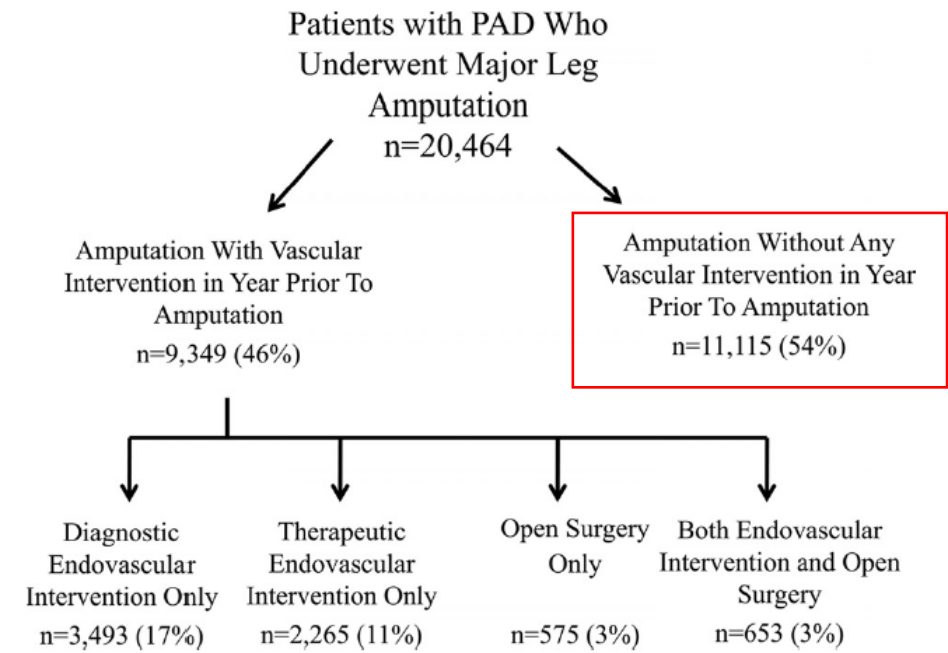 Patients with PAD Who
Underwent Major Leg
Amputation
n=20,464
Amputation With Vascular
Intervention in Year Prior To
Amputation
n=9,349 (46%)
Amputation Without Any
Vascular Intervention in Year
Prior To Amputation
n=11,115 (54%)
Diagnostic
Endovascular
Intervention Only
n=3,493 (17%)
Therapeutic
Endovascular
Intervention Only
n=2,265 (11%)
Open Surgery
Only
n=575 (3%)
Both Endovascular
Intervention and Open
Surgery
n=653 (3%)